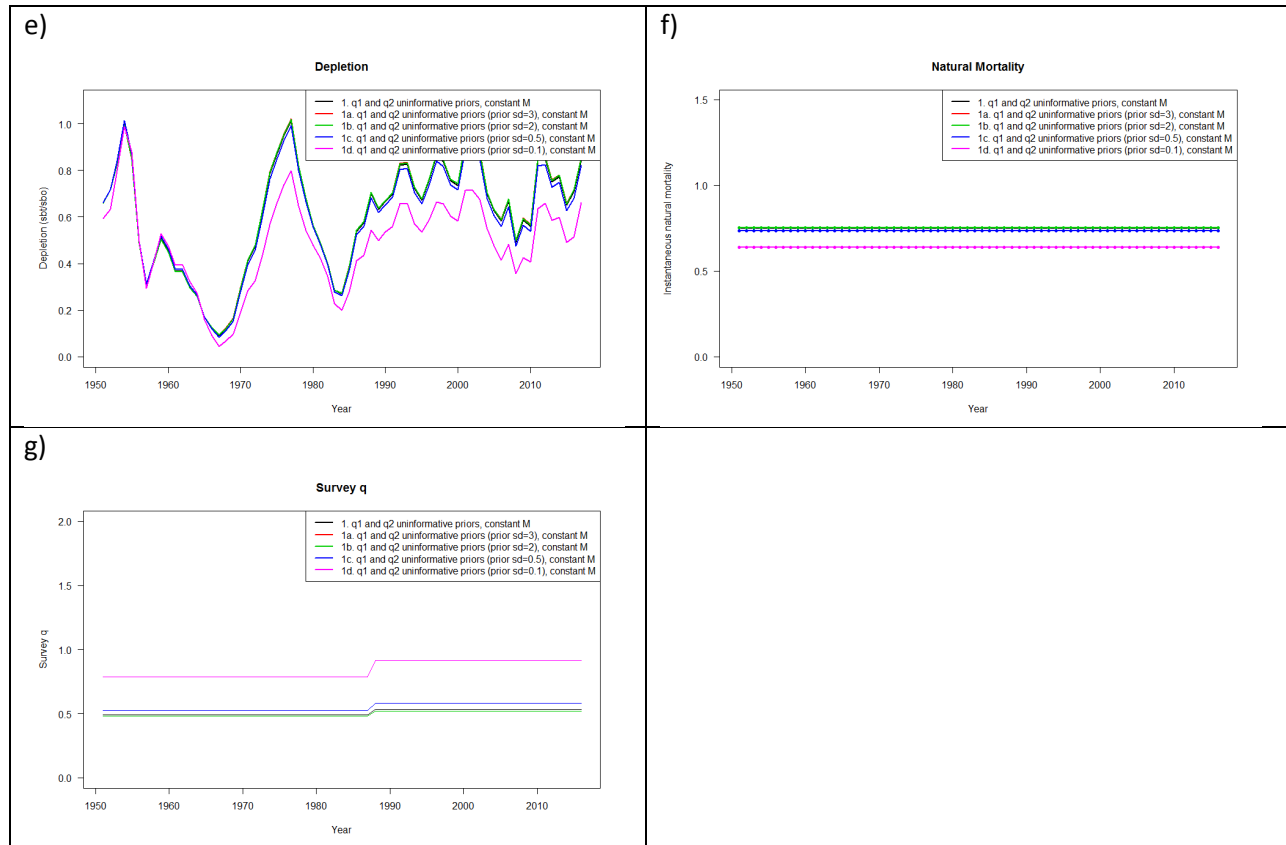 e)
Depletion
1. q1 and q2 uninformative priors, constant M
1a. q1 and q2 uninformative priors (prior sd=3), constant M
1b. q1 and q2 uninformative priors (prior sd=2), constant M
1c. q1 and q2 uninformative priors (prior sd=0.5), constant M
1d. q1 and q2 uninformative priors (prior sd=0.1), constant M
Depletion (sbt/sbo)
1.0
0.8
0.6
0.4
0.2
0.0
1950 1960 1970 1980 1990 2000 2010
Year
f)
Natural Mortality
1. q1 and q2 uninformative priors, constant M
1a. q1 and q2 uninformative priors (prior sd=3), constant M
1b. q1 and q2 uninformative priors (prior sd=2), constant M
1c. q1 and q2 uninformative priors (prior sd=0.5), constant M
1d. q1 and q2 uninformative priors (prior sd=0.1), constant M
Instantaneous natural mortality
1.5
1.0
0.5
0.0
1950 1960 1970 1980 1990 2000 2010
Year
g)
Survey q
1. q1 and q2 uninformative priors, constant M
1a. q1 and q2 uninformative priors (prior sd=3), constant M
1b. q1 and q2 uninformative priors (prior sd=2), constant M
1c. q1 and q2 uninformative priors (prior sd=0.5), constant M
1d. q1 and q2 uninformative priors (prior sd=0.1), constant M
Survey q
2.0
1.5
1.0
0.5
0.0
1950 1960 1970 1980 1990 2000 2010
Year